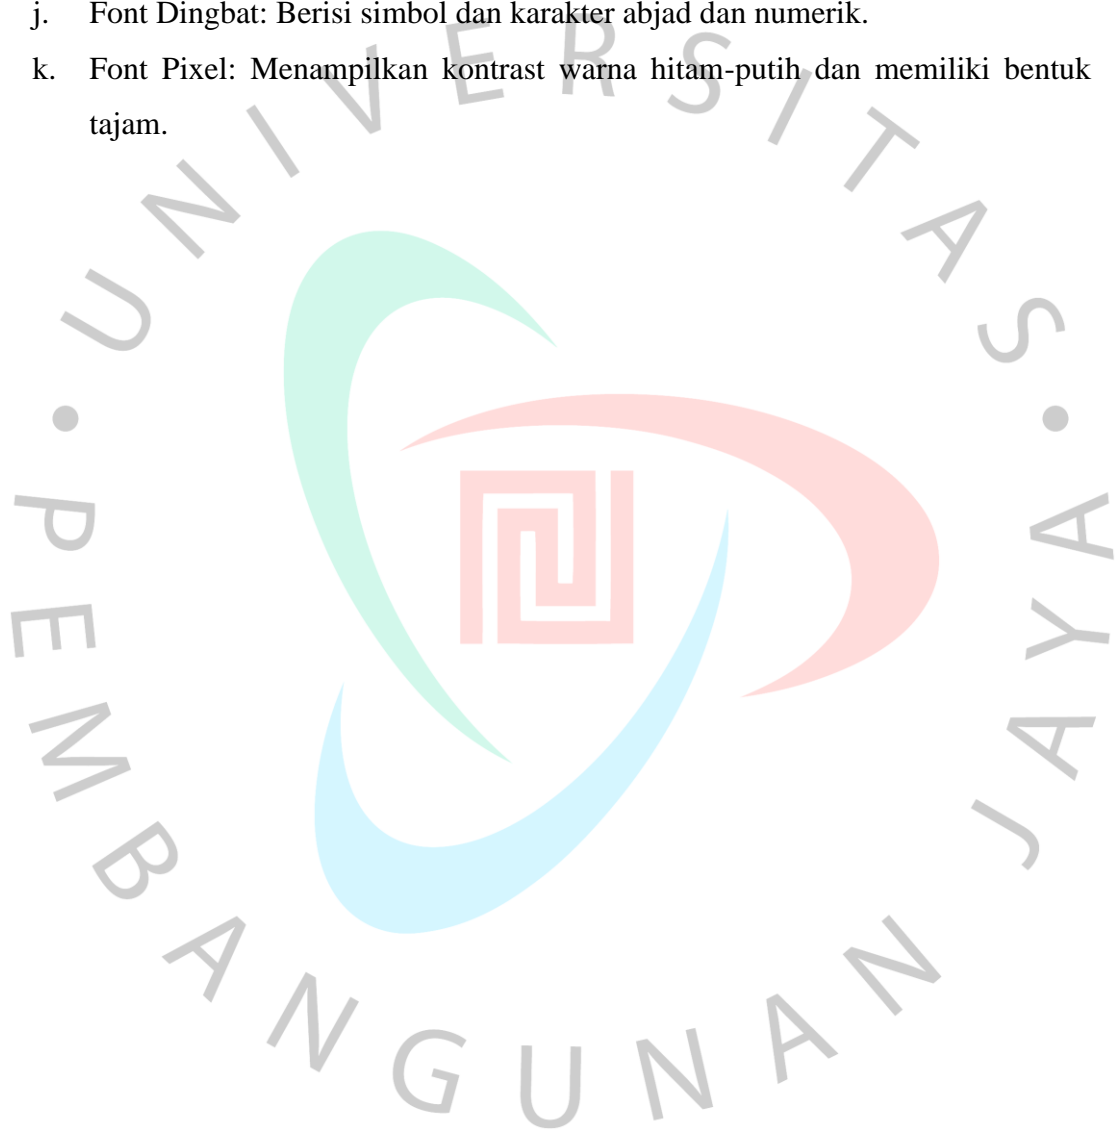 j. Font Dingbat: Berisi simbol dan karakter abjad dan numerik.
k. Font Pixel: Menampilkan kontrast warna hitam-putih dan memiliki bentuk
tajam.
UNIVERSITAS
• PEMBANGUNAN JAYA •